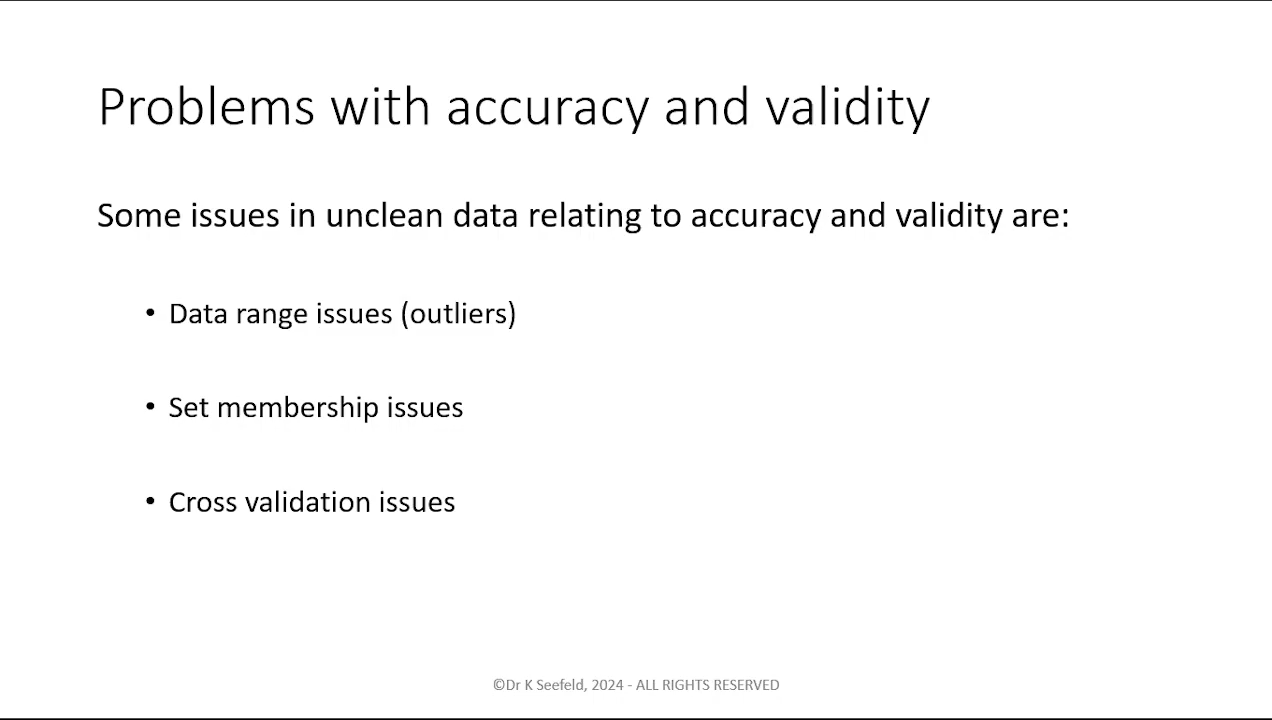 Problems with accuracy and validity
Some issues in unclean data relating to accuracy and validity are:
• Data range issues (outliers)
• Set membership issues
• Cross validation issues
©Dr K Seefeld, 2024 - ALL RIGHTS RESERVED